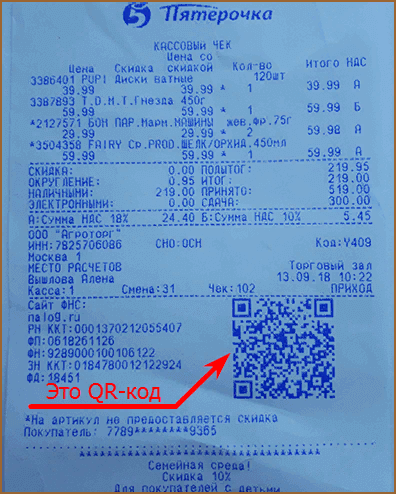 5 Пятёрочка
КАССОВЫЙ ЧЕК
Цена со
Цена Скидка скидкой Кол-во Итого НДС
3386401 PUPI Диски ватные 120шт
39.99 39.99 * 1 39.99 А
3387893 Т.О.М.Т.Гнезда 450г
59.99 59.99 * 1 59.99 Б
*2127571 БОН ПАР.Марм.МАШИНЫ жев.фр.75г
29.99 29.99 * 2 59.98 А
*3504358 FAIRY Ср.PROD.ШЕЛК/ОРХИД.450мл
59.99 59.99 * 1 59.99 А
СКИДКА: 0.00 ПОДЫТОГ: 219.95
ОКРУГЛЕНИЕ: 0.95 ИТОГ: 219.00
НАЛИЧНЫМИ: 219.00 ПРИНЯТО: 519.00
ЭЛЕКТРОННЫМИ: 0.00 СДАЧА: 300.00
А:Сумма НДС 18% 24.40 Б:Сумма НДС 10% 5.45
ООО "Агроторг"
ИНН:7825706086 СНО:ОСН Код:Y409
Москва 1
МЕСТО РАСЧЕТОВ Торговый зал
Вышлова Алена 13.09.18 10:22
Касса:1 Смена:31 Чек:102 ПРИХОД
Сайт ФНС:
nalog.ru
РН ККТ:0001370212055407
ФП:0618261126
ФН:9289000100106122
ЗН ККТ:0184780012122924
ФД:18451
Это QR-код
*На артикул не предоставляется скидка
Покупатель: 7789********9365
Семейная среда!
Скидка 10%
Для покупателей с детьми